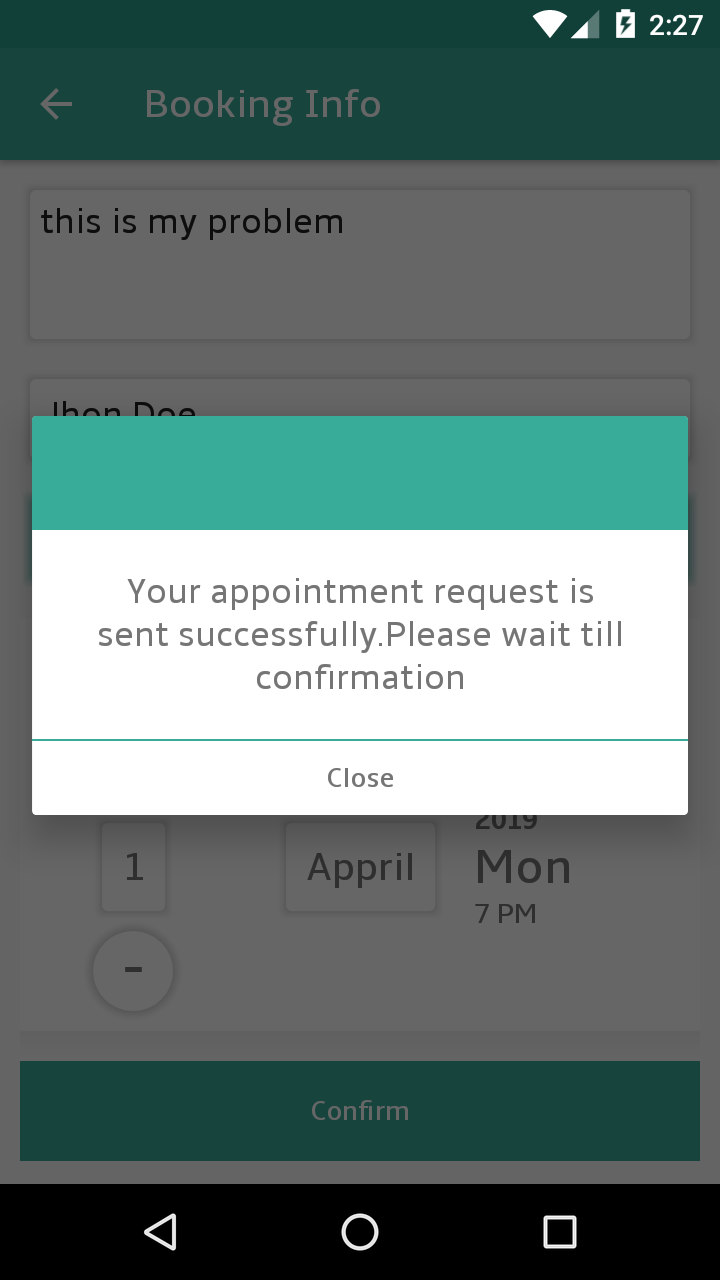 2:27
Booking Info
this is my problem
Jhon Doe
Your appointment request is
sent successfully.Please wait till
confirmation
Close
2019
1
Appril
Mon
7 PM
-
Confirm